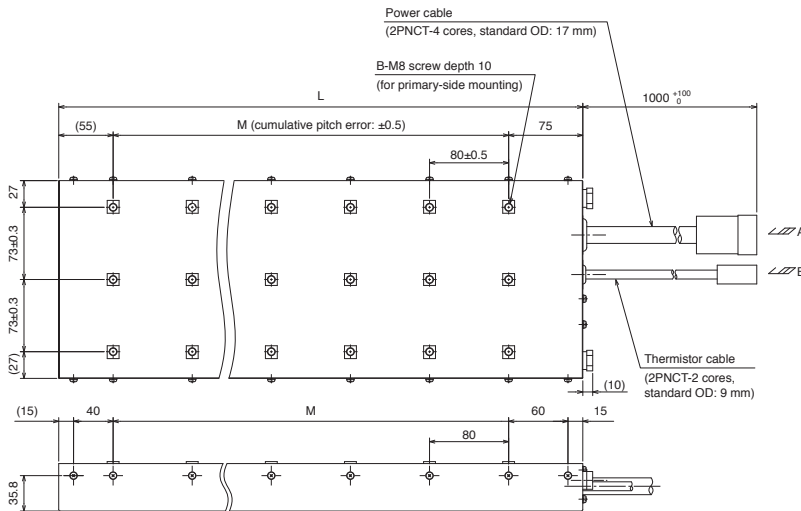 Power cable
(2PNCT-4 cores, standard OD: 17 mm)
B-M8 screw depth 10
(for primary-side mounting)
L
1000 +100 0
(55)
M (cumulative pitch error: ±0.5)
75
80±0.5
27
73±0.3
73±0.3
(27)
A
B
Thermistor cable
(2PNCT-2 cores,
standard OD: 9 mm)
(10)
(15)
40
M
60
15
80
35.8